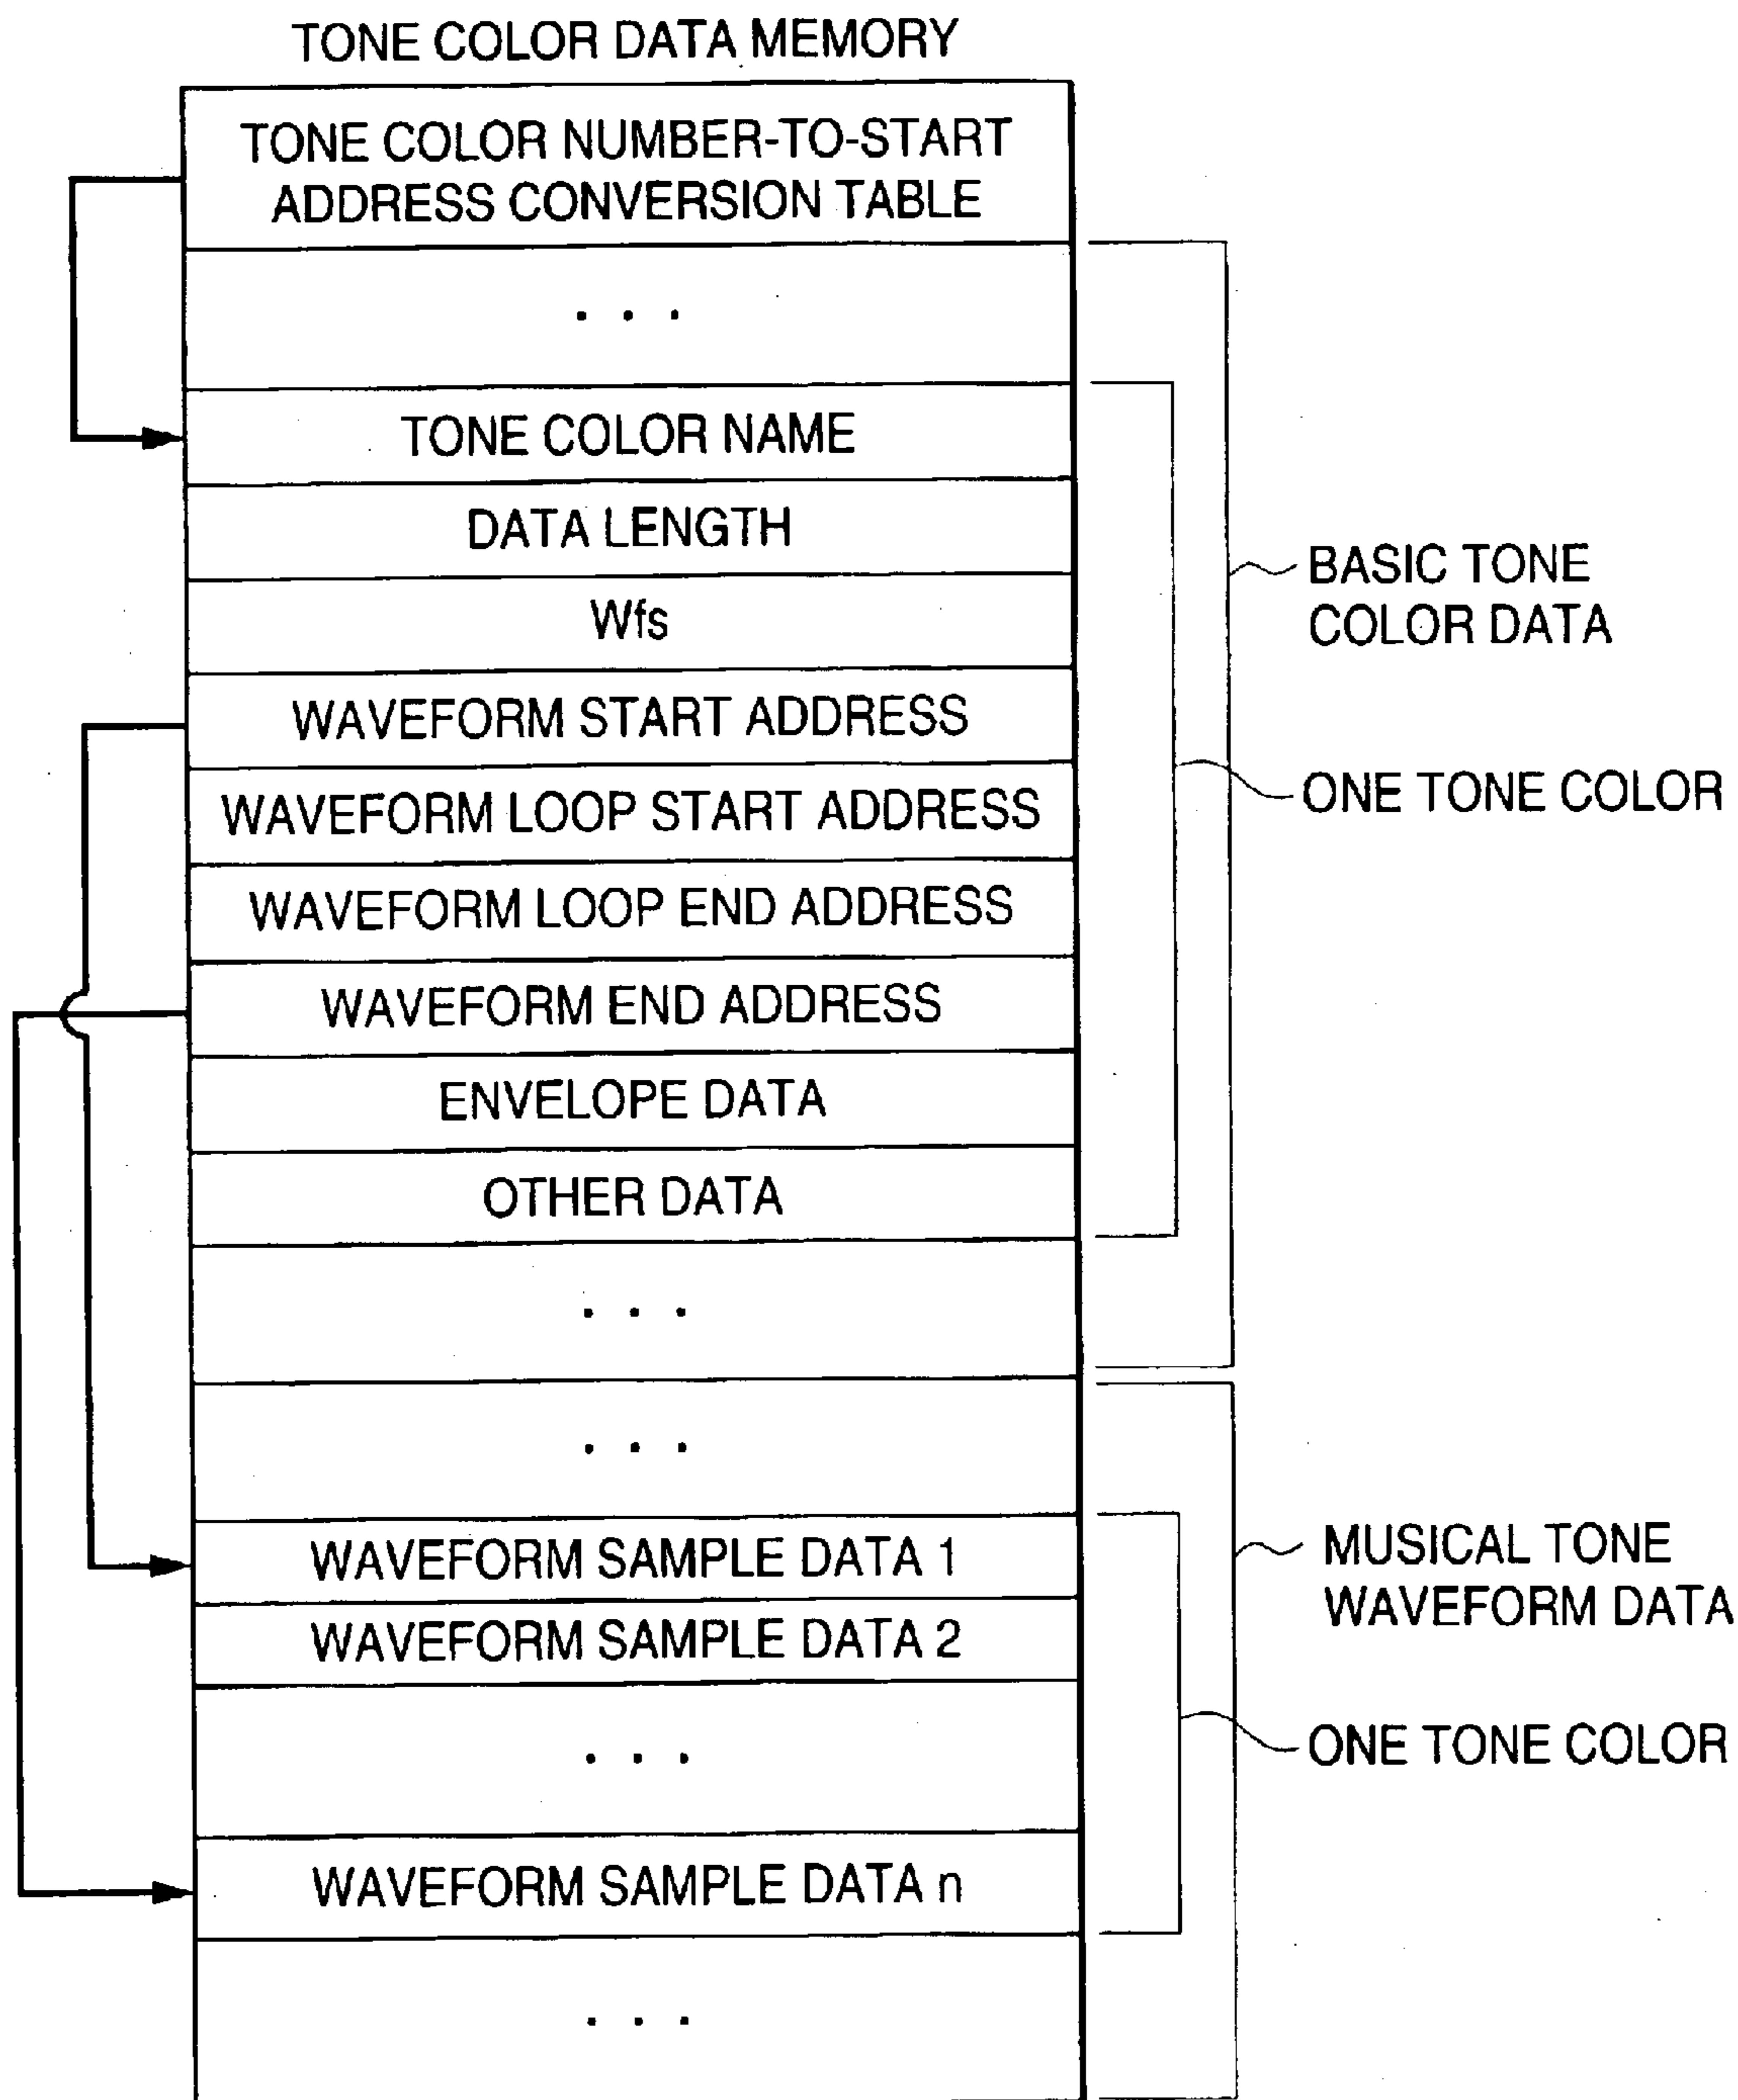 TONE COLOR DATA MEMORY
TONE COLOR NUMBER-TO-START
ADDRESS CONVERSION TABLE
. . .
TONE COLOR NAME
DATA LENGTH
Wfs
WAVEFORM START ADDRESS
WAVEFORM LOOP START ADDRESS
WAVEFORM LOOP END ADDRESS
WAVEFORM END ADDRESS
ENVELOPE DATA
OTHER DATA
. . .
BASIC TONE
COLOR DATA
ONE TONE COLOR
. . .
WAVEFORM SAMPLE DATA 1
WAVEFORM SAMPLE DATA 2
. . .
WAVEFORM SAMPLE DATA n
. . .
MUSICAL TONE
WAVEFORM DATA
ONE TONE COLOR